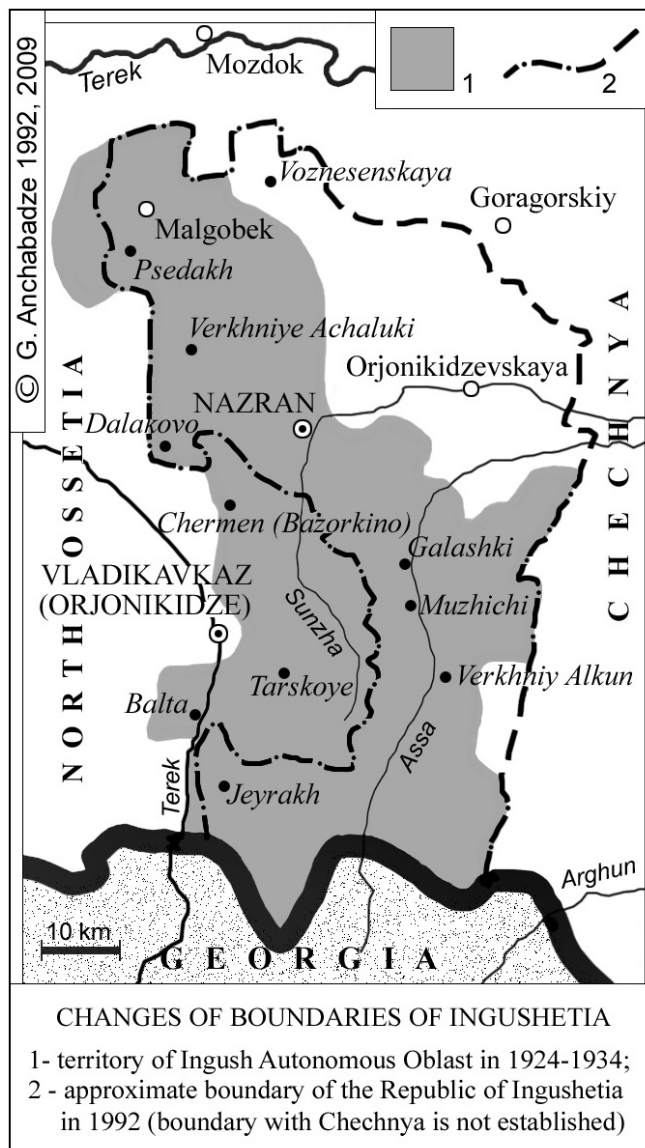 © G. Anchabadze 1992, 2009
1
2
Terek
Mozdok
Voznesenskaya
Goragorskiy
Malgobek
Psedakh
Verkhniye Achaluki
Orjonikidzevskaya
NAZRAN
Dalakovo
NORTH OSSETIA
CHECHNYA
Chermen (Bazorkino)
Galashki
VLADIKAVKAZ
(ORJONIKIDZE)
Sunzha
Muzhichi
Tarskoye
Verkhniy Alkun
Balta
Assa
Terek
Jeyrakh
Arghun
10 km
GEORGIA
CHANGES OF BOUNDARIES OF INGUSHETIA
1- territory of Ingush Autonomous Oblast in 1924-1934;
2 - approximate boundary of the Republic of Ingushetia
in 1992 (boundary with Chechnya is not established)